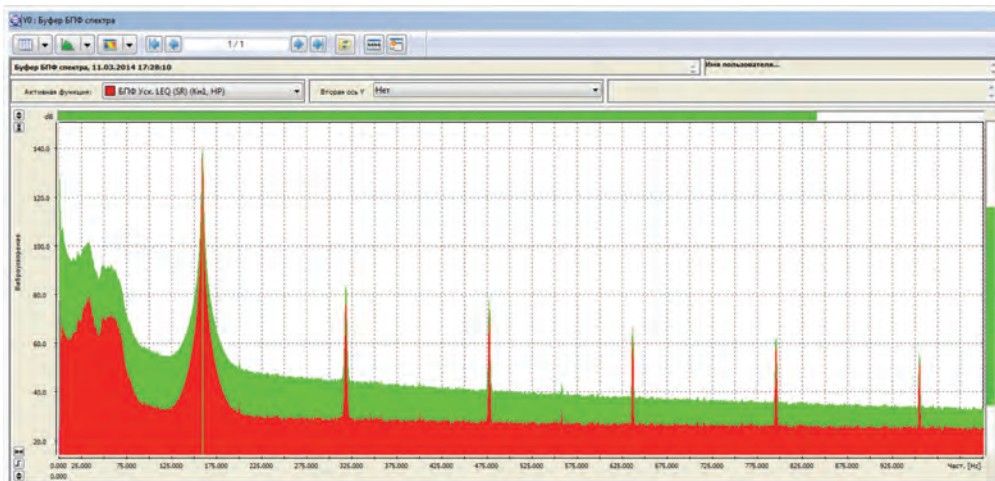 V0 : Буфер БПФ спектра
1 / 1
Буфер БПФ спектра, 11.03.2014 17:28:10
Имя пользователя...
Активная функция:
БПФ Уск. LEQ (SR) (Кн1, HP)
Вторая ось Y
Нет
dB
140.0
120.0
100.0
80.0
60.0
40.0
20.0
Виброускорение
0.000 25.000 75.000 125.000 175.000 225.000 275.000 325.000 375.000 425.000 475.000 525.000 575.000 625.000 675.000 725.000 775.000 825.000 875.000 925.000 Част. [Hz]
0.000